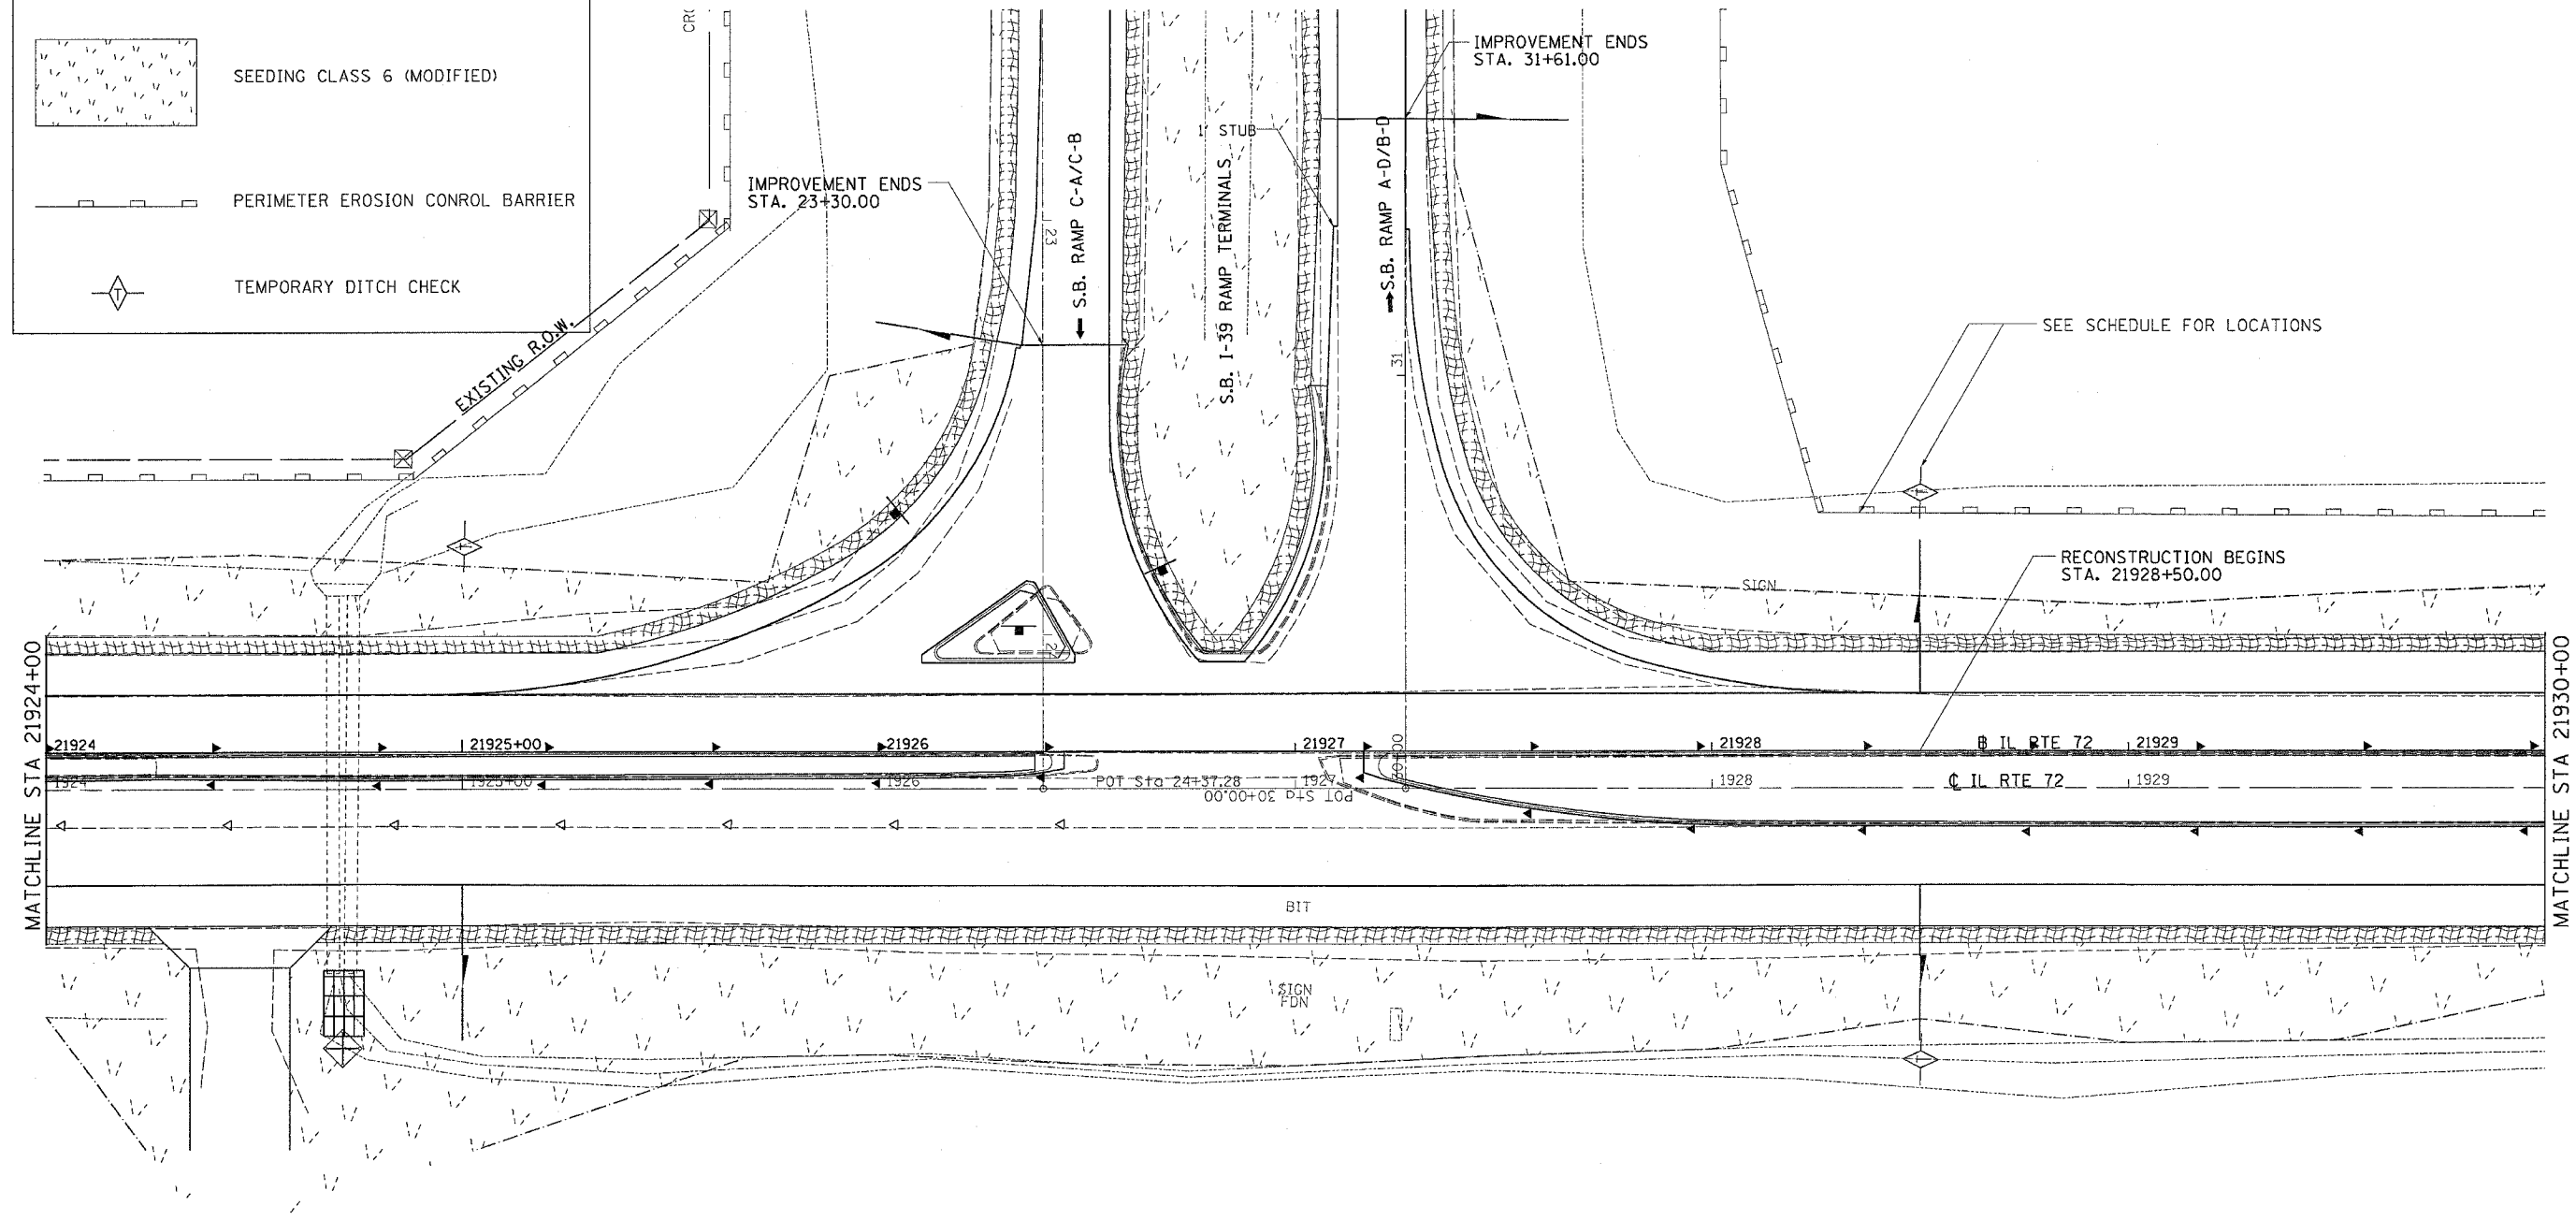 SEEDING CLASS 6 (MODIFIED)
PERIMETER EROSION CONROL BARRIER
TEMPORARY DITCH CHECK
T
EXISTING R.O.W.
IMPROVEMENT ENDS
STA. 23+30.00
23
S.B. RAMP C-A/C-B
S.B. I-39 RAMP TERMINALS
1' STUB
S.B. RAMP A-D/B-D
31
IMPROVEMENT ENDS
STA. 31+61.00
SEE SCHEDULE FOR LOCATIONS
RECONSTRUCTION BEGINS
STA. 21928+50.00
SIGN
MATCHLINE STA 21924+00
MATCHLINE STA 21930+00
21924
21925+00
21926
21927
21928
21929
B IL RTE 72
1924
1925+00
1926
1927
1928
1929
℄ IL RTE 72
30+00
POT Sta 24+37.28
POT Sta 30+00.00
BIT
SIGN
FDN